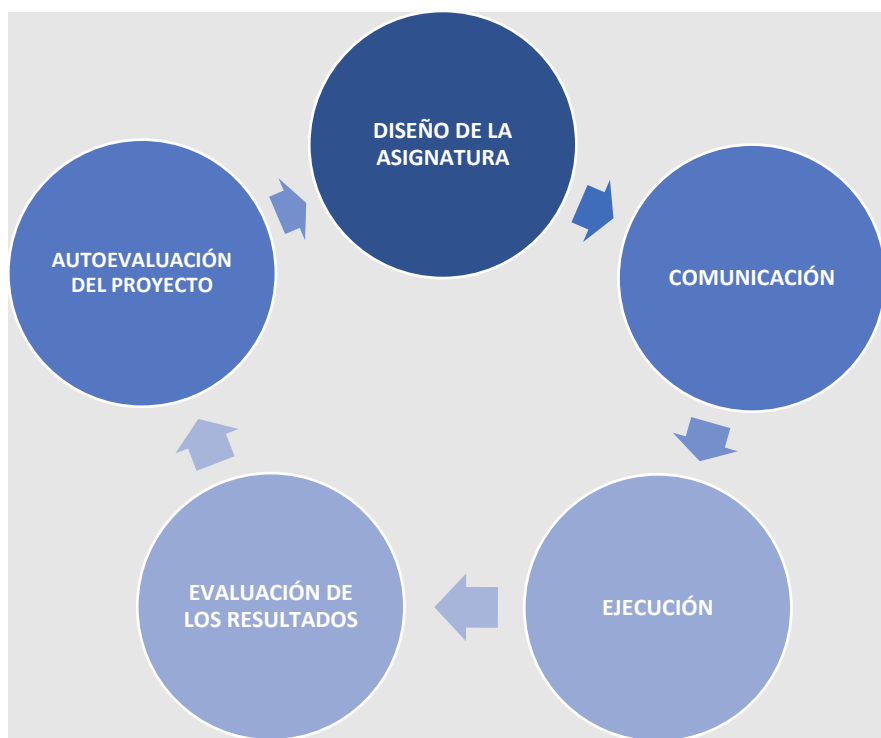 DISEÑO DE LA
ASIGNATURA
COMUNICACIÓN
EJECUCIÓN
EVALUACIÓN DE
LOS RESULTADOS
AUTOEVALUACIÓN
DEL PROYECTO